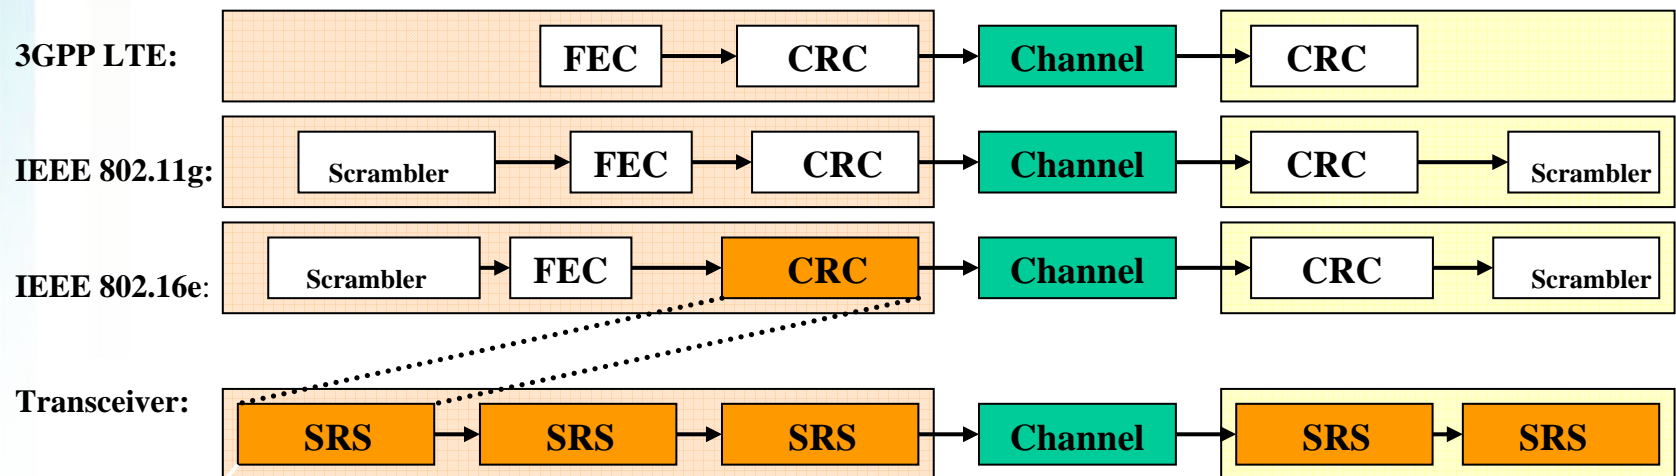 3GPP LTE: FEC CRC Channel CRC
IEEE 802.11g: Scrambler FEC CRC Channel CRC Scrambler
IEEE 802.16e: Scrambler FEC CRC Channel CRC Scrambler
Transceiver: SRS SRS SRS Channel SRS SRS